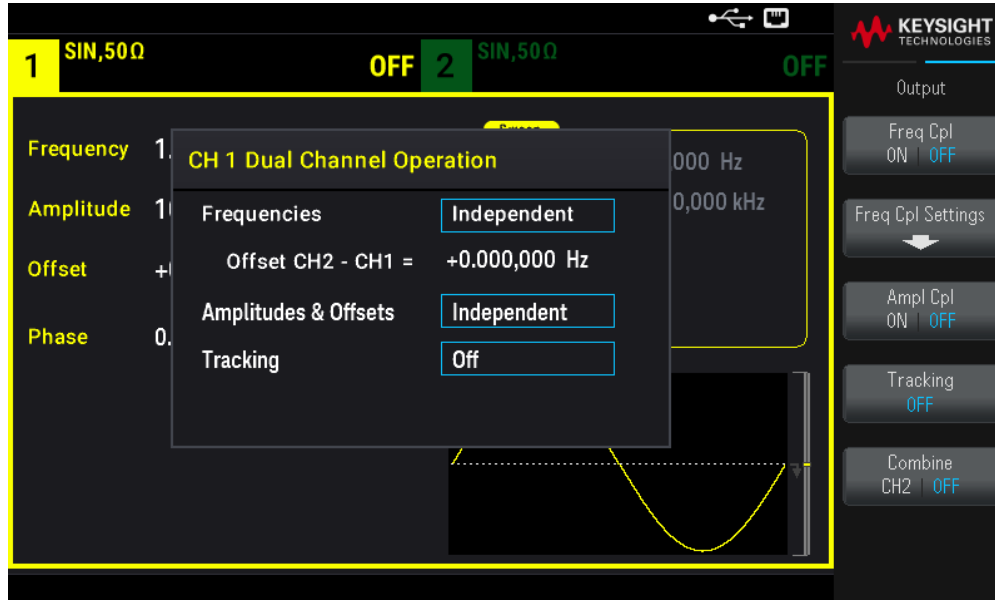 KEYSIGHT
TECHNOLOGIES
1 SIN,50Ω OFF 2 SIN,50Ω OFF
Output
Frequency 1.
CH 1 Dual Channel Operation
,000 Hz
Freq Cpl
ON | OFF
Amplitude
Frequencies Independent
0,000 kHz
Freq Cpl Settings
Offset
Offset CH2 - CH1 = +0.000,000 Hz
Amplitudes & Offsets Independent
Ampl Cpl
ON | OFF
Phase 0.
Tracking Off
Tracking
OFF
Combine
CH2 | OFF